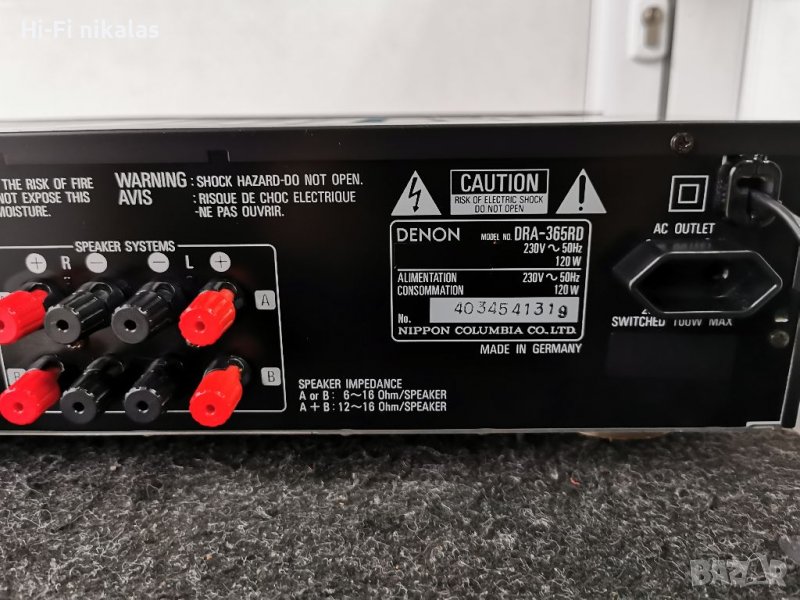 Hi-Fi nikalas
THE RISK OF FIRE
NOT EXPOSE THIS
MOISTURE.
WARNING : SHOCK HAZARD-DO NOT OPEN.
AVIS : RISQUE DE CHOC ELECTRIQUE
-NE PAS OUVRIR.
CAUTION
RISK OF ELECTRIC SHOCK
DO NOT OPEN
SPEAKER SYSTEMS
+ R − − L +
A
B
B
DENON MODEL NO. DRA-365RD
230V ~ 50Hz
120W
ALIMENTATION 230V ~ 50Hz
CONSOMMATION 120W
No. 4034541319
NIPPON COLUMBIA CO., LTD.
MADE IN GERMANY
AC OUTLET
SWITCHED 100W MAX
SPEAKER IMPEDANCE
A or B : 6~16 Ohm/SPEAKER
A + B : 12~16 Ohm/SPEAKER
BAZAR